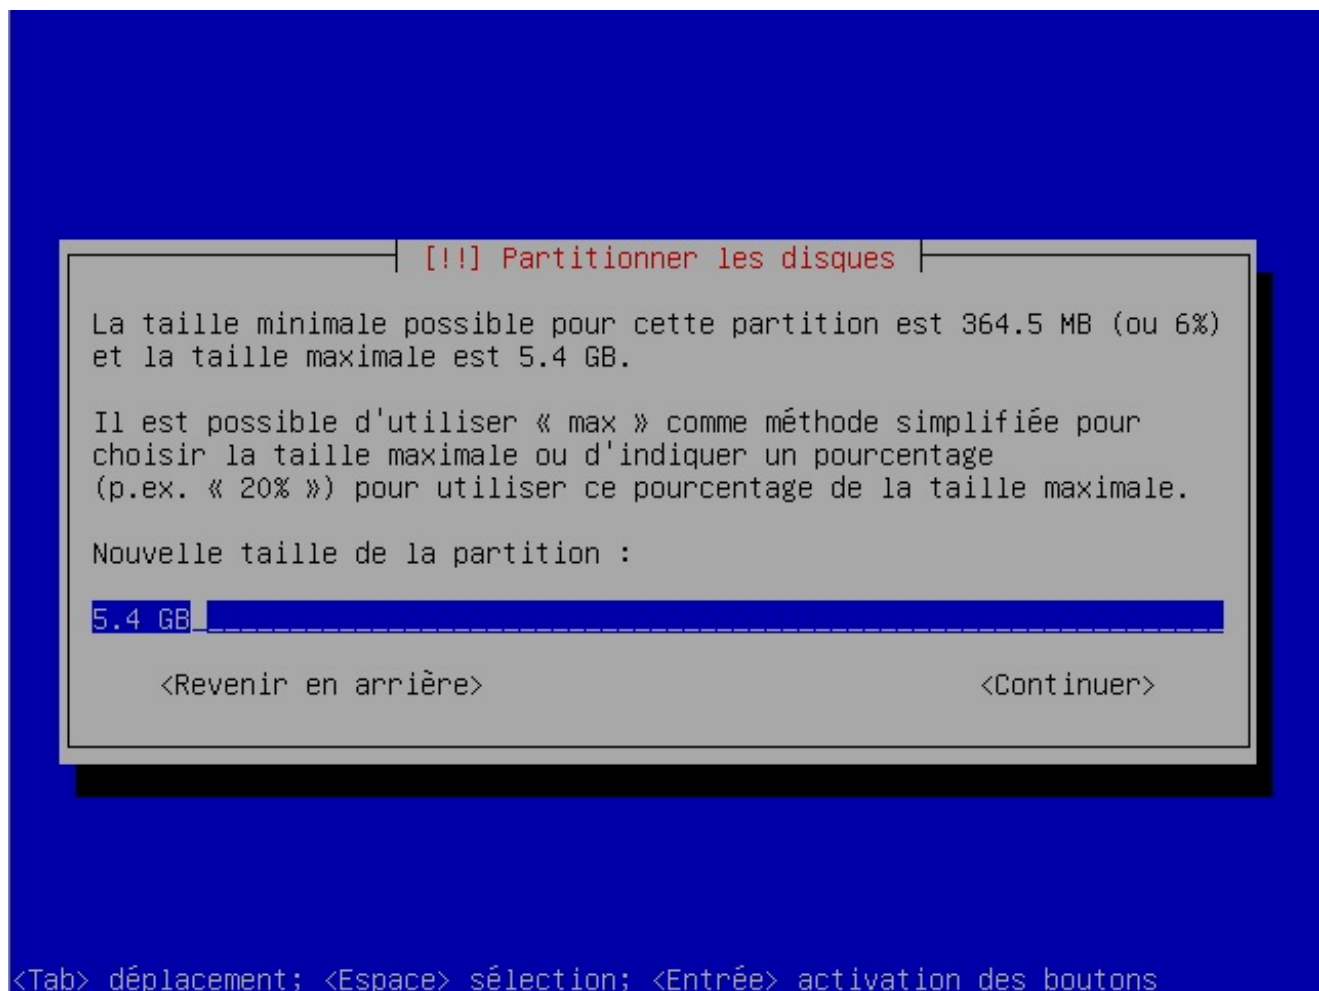 [!!] Partitionner les disques
La taille minimale possible pour cette partition est 364.5 MB (ou 6%)
et la taille maximale est 5.4 GB.
Il est possible d'utiliser « max » comme méthode simplifiée pour
choisir la taille maximale ou d'indiquer un pourcentage
(p.ex. « 20% ») pour utiliser ce pourcentage de la taille maximale.
Nouvelle taille de la partition :
5.4 GB
<Revenir en arrière> <Continuer>
<Tab> déplacement; <Espace> sélection; <Entrée> activation des boutons